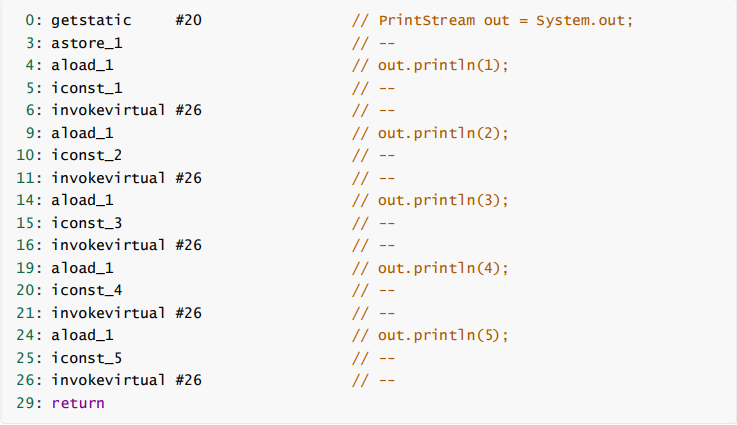 0: getstatic #20 // PrintStream out = System.out;
3: astore_1 // --
4: aload_1 // out.println(1);
5: iconst_1 // --
6: invokevirtual #26 // --
9: aload_1 // out.println(2);
10: iconst_2 // --
11: invokevirtual #26 // --
14: aload_1 // out.println(3);
15: iconst_3 // --
16: invokevirtual #26 // --
19: aload_1 // out.println(4);
20: iconst_4 // --
21: invokevirtual #26 // --
24: aload_1 // out.println(5);
25: iconst_5 // --
26: invokevirtual #26 // --
29: return